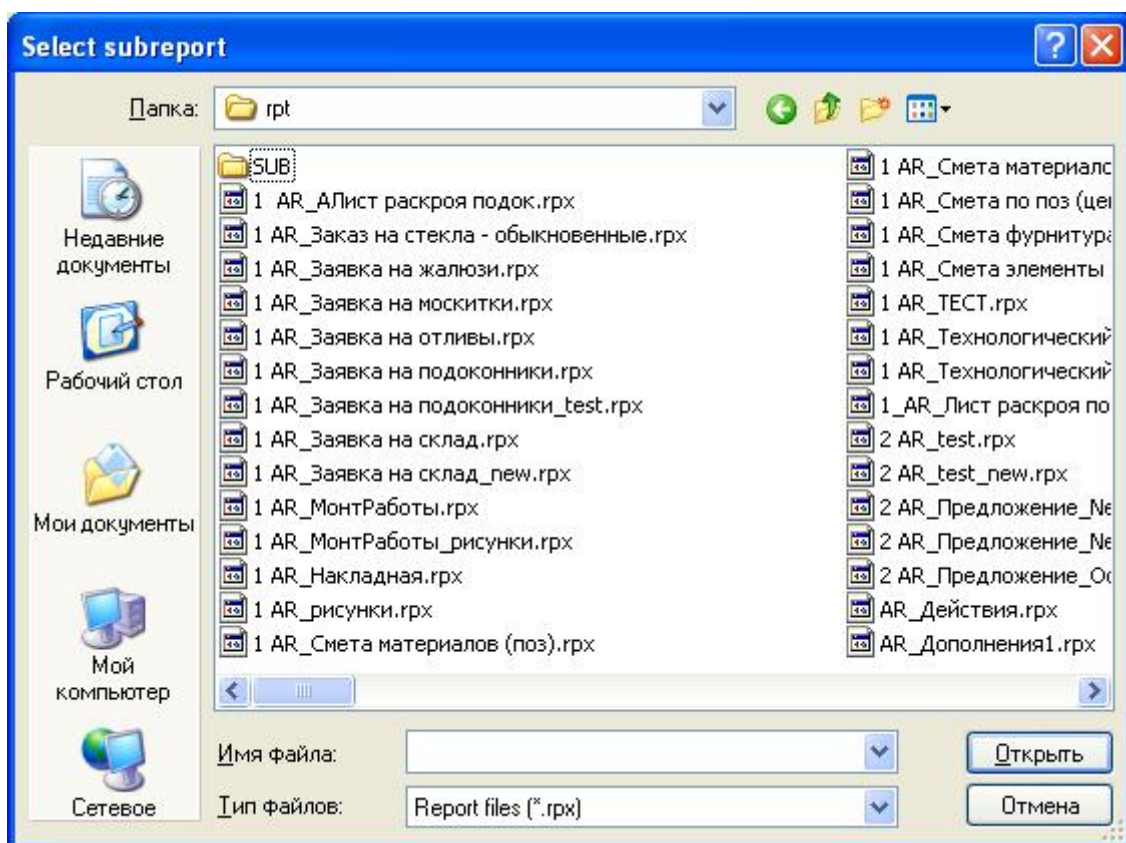 Select subreport
Папка:
rpt
Недавние
документы
Рабочий стол
Мои документы
Мой
компьютер
Сетевое
SUB
1  AR_АЛист раскроя подок.rpx
1 AR_Заказ на стекла - обыкновенные.rpx
1 AR_Заявка на жалюзи.rpx
1 AR_Заявка на москитки.rpx
1 AR_Заявка на отливы.rpx
1 AR_Заявка на подоконники.rpx
1 AR_Заявка на подоконники_test.rpx
1 AR_Заявка на склад.rpx
1 AR_Заявка на склад_new.rpx
1 AR_МонтРаботы.rpx
1 AR_МонтРаботы_рисунки.rpx
1 AR_Накладная.rpx
1 AR_рисунки.rpx
1 AR_Смета материалов (поз).rpx
1 AR_Смета материалс
1 AR_Смета по поз (це
1 AR_Смета фурнитура
1 AR_Смета элементы
1 AR_ТЕСТ.rpx
1 AR_Технологический
1 AR_Технологический
1_AR_Лист раскроя по
2 AR_test.rpx
2 AR_test_new.rpx
2 AR_Предложение_Ne
2 AR_Предложение_Ne
2 AR_Предложение_Ос
AR_Действия.rpx
AR_Дополнения1.rpx
Имя файла:
Открыть
Тип файлов:
Report files (*.rpx)
Отмена